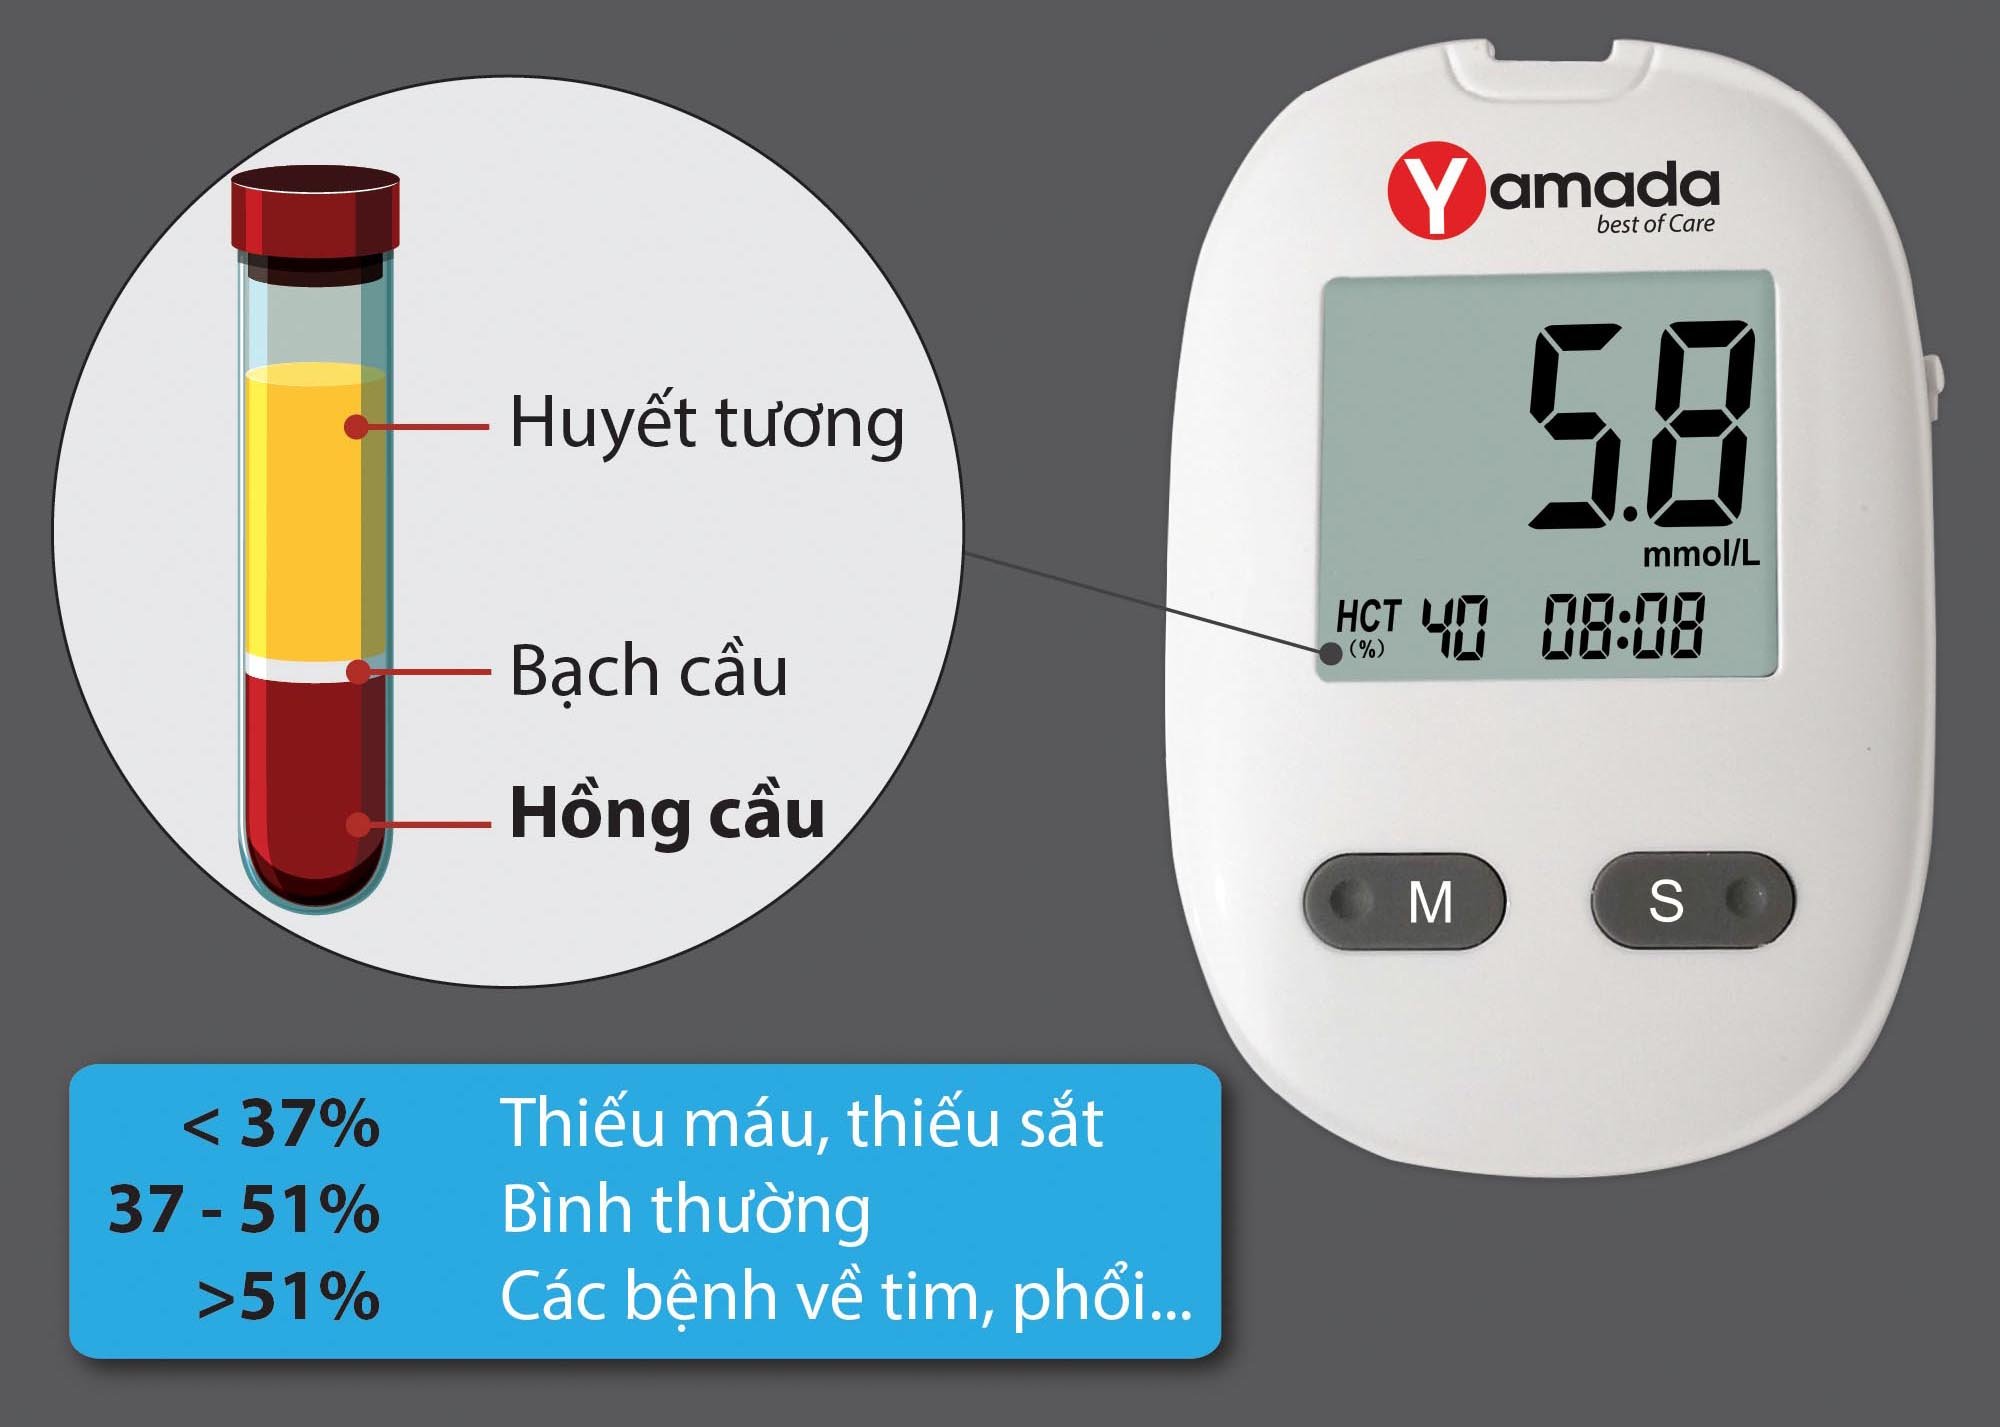 Yamada
best of Care
5.8
mmol/L
HCT 40 08:08
(%)
M S
Huyết tương
Bạch cầu
Hồng cầu
< 37% Thiếu máu, thiếu sắt
37 - 51% Bình thường
>51% Các bệnh về tim, phổi...